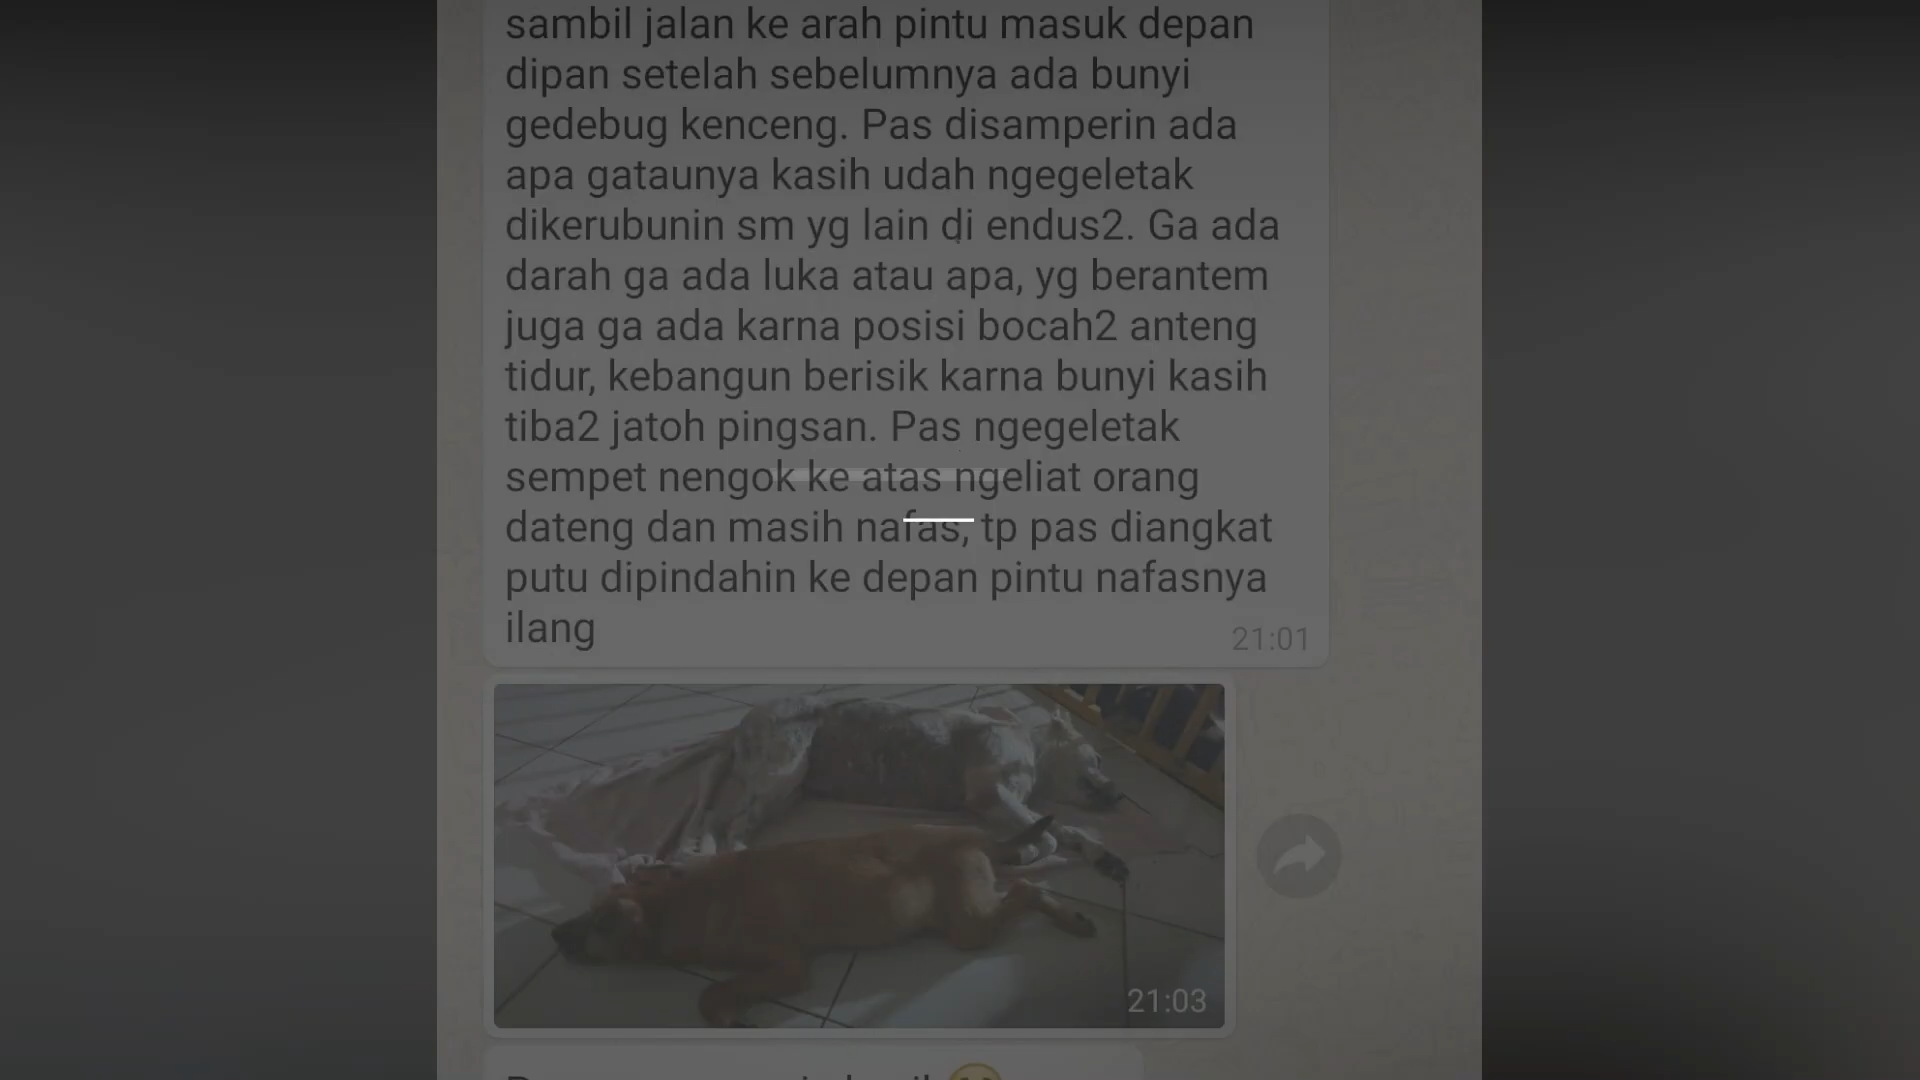 sambil jalan ke arah pintu masuk depan
dipan setelah sebelumnya ada bunyi
gedebug kenceng. Pas disamperin ada
apa gataunya kasih udah ngegeletak
dikerubunin sm yg lain di endus2. Ga ada
darah ga ada luka atau apa, yg berantem
juga ga ada karna posisi bocah2 anteng
tidur, kebangun berisik karna bunyi kasih
tiba2 jatoh pingsan. Pas ngegeletak
sempet nengok ke atas ngeliat orang
dateng dan masih nafas, tp pas diangkat
putu dipindahin ke depan pintu nafasnya
ilang
21:01
21:03